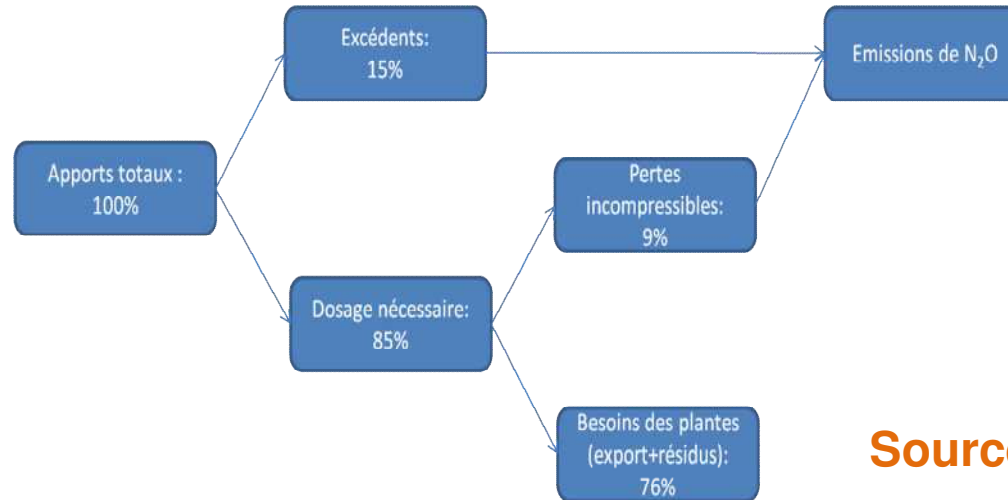 Excédents:
15%
Emissions de N₂O
Apports totaux :
100%
Pertes
incompressibles:
9%
Dosage nécessaire:
85%
Besoins des plantes
(export+résidus):
76%
Source